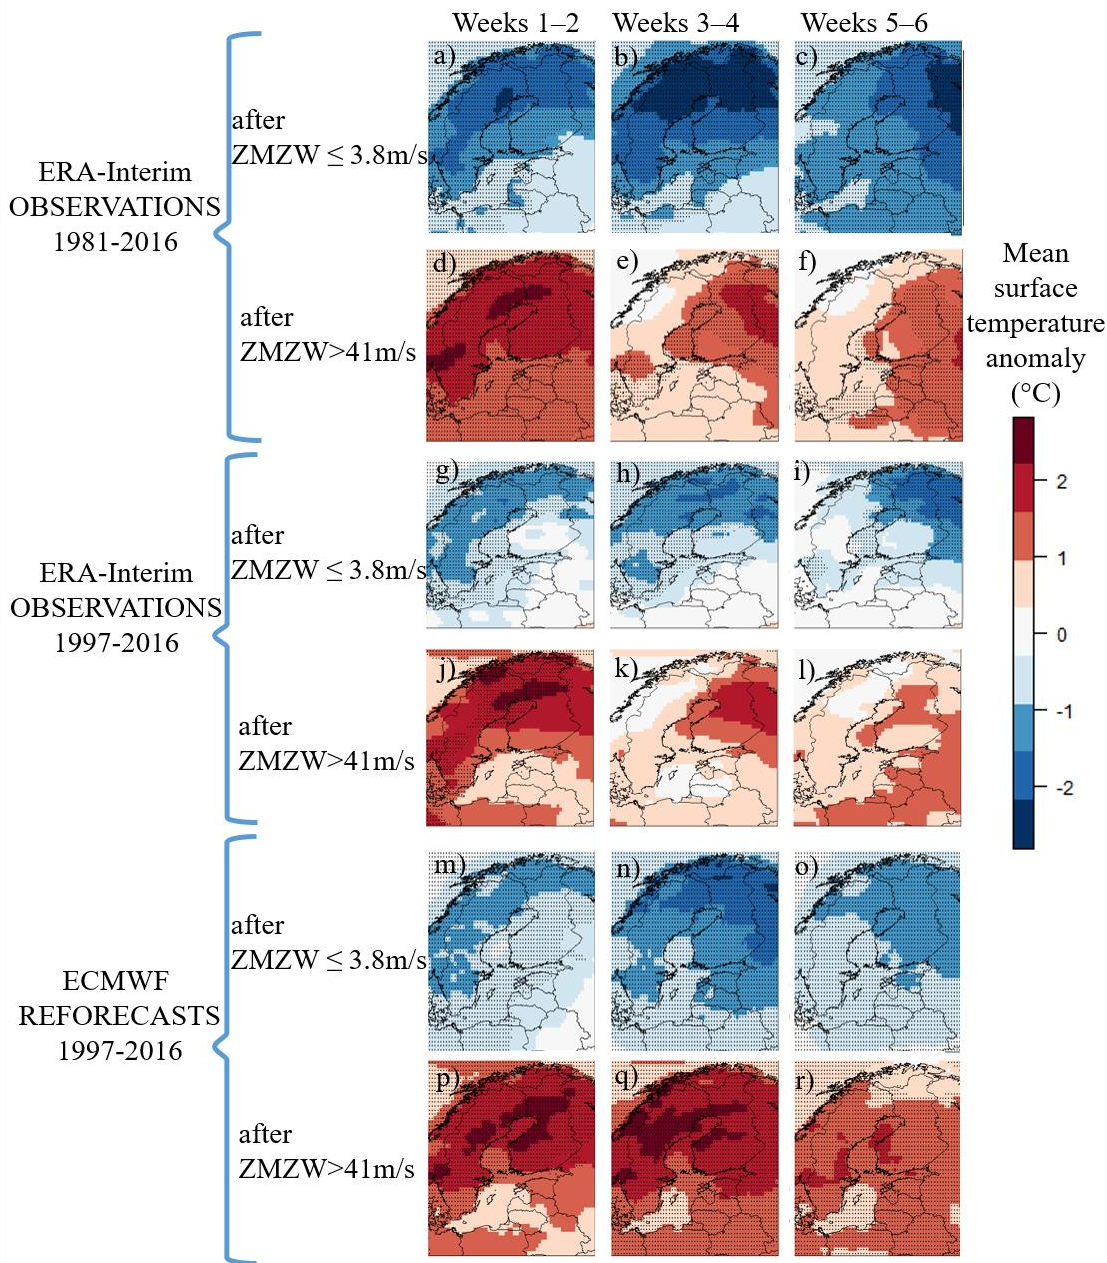 Weeks 1–2 Weeks 3–4 Weeks 5–6
a) b) c)
after
ZMZW ≤ 3.8m/s
ERA-Interim
OBSERVATIONS
1981-2016
d) e) f)
after
ZMZW>41m/s
Mean
surface
temperature
anomaly
(°C)
2
1
0
-1
-2
g) h) i)
after
ZMZW ≤ 3.8m/s
ERA-Interim
OBSERVATIONS
1997-2016
j) k) l)
after
ZMZW>41m/s
m) n) o)
after
ZMZW ≤ 3.8m/s
ECMWF
REFORECASTS
1997-2016
p) q) r)
after
ZMZW>41m/s